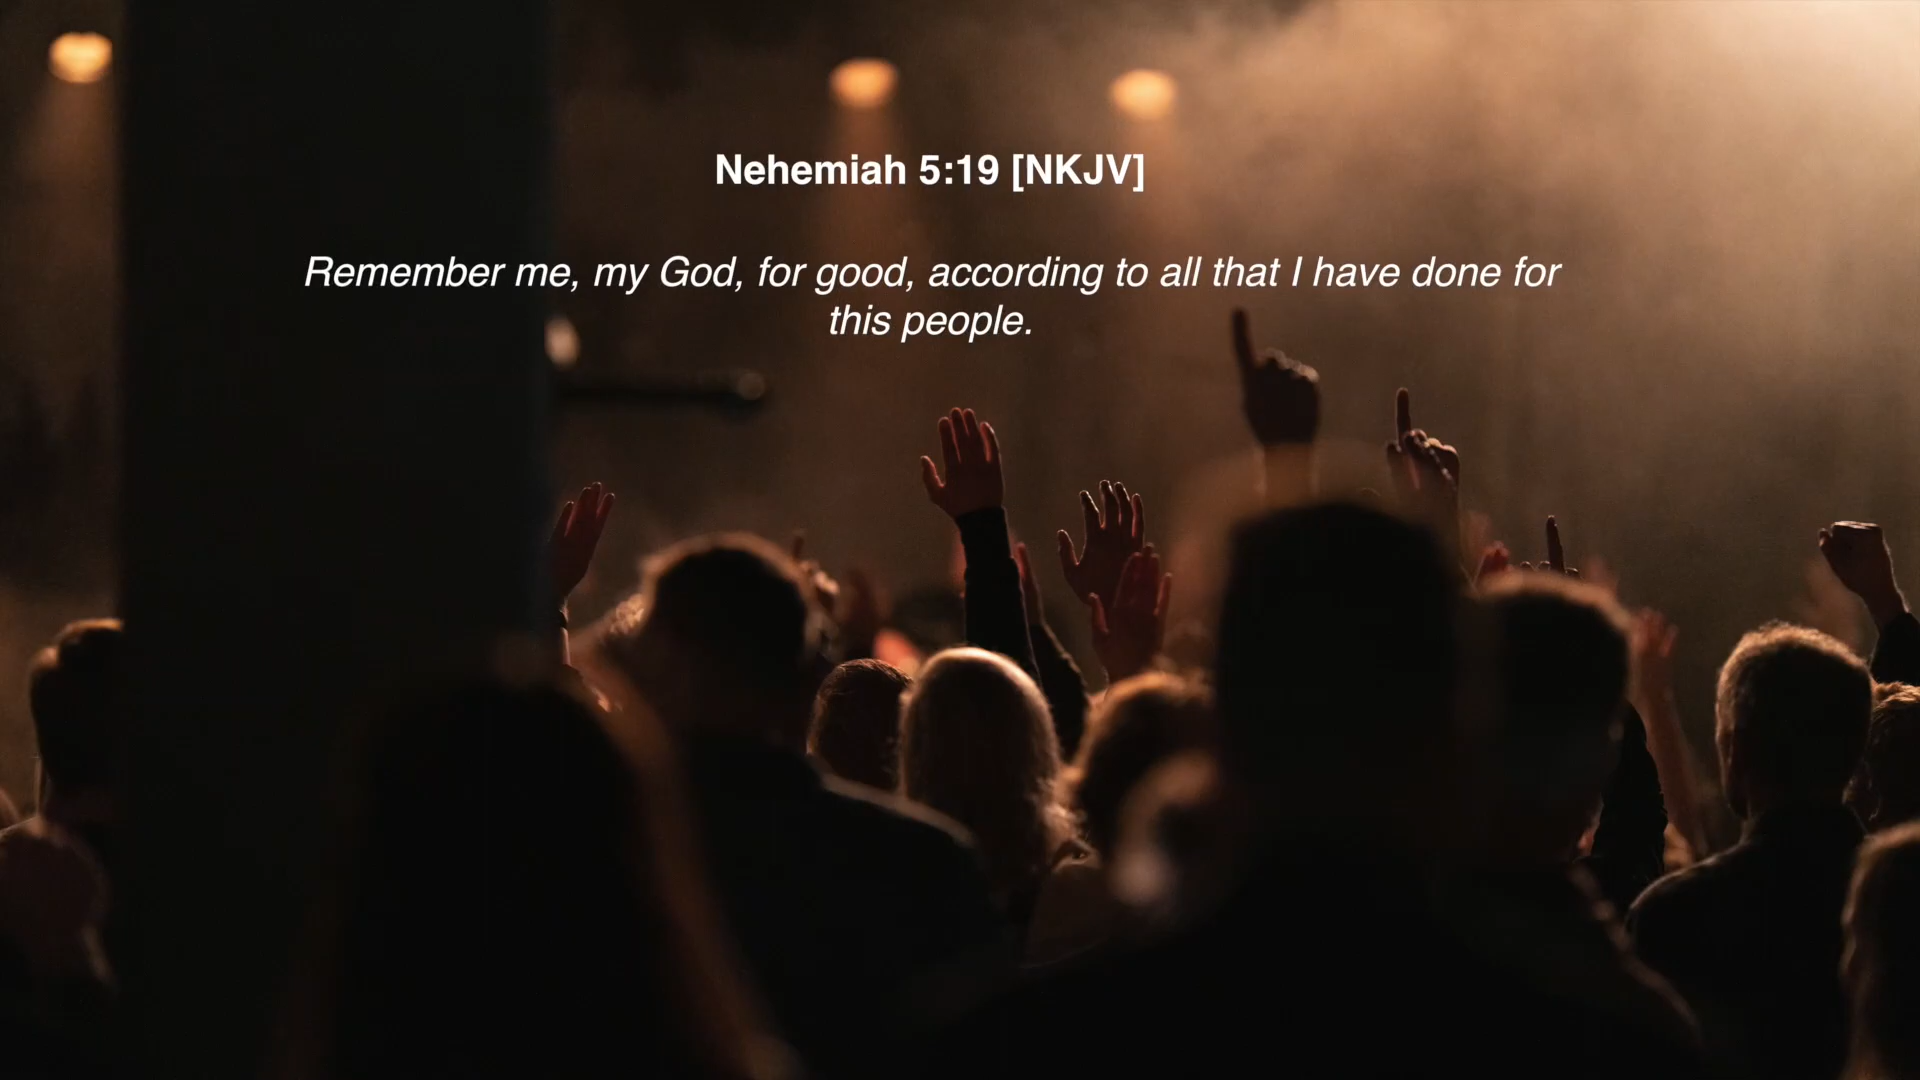 Nehemiah 5:19 [NKJV]
Remember me, my God, for good, according to all that I have done for
this people.